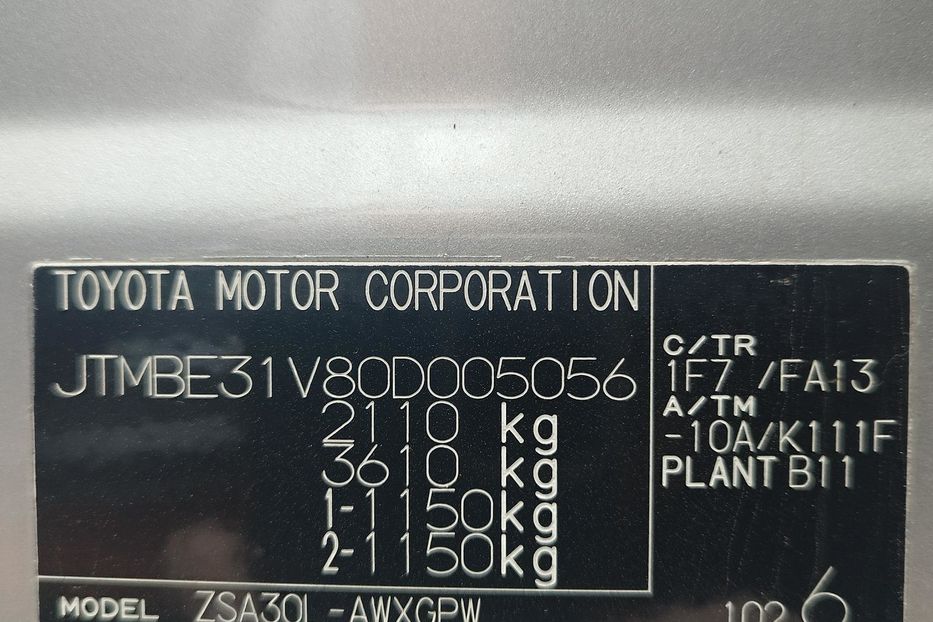 TOYOTA MOTOR CORPORATION
JTMBE31V80D005056
2110 kg
3610 kg
1-1150kg
2-1150kg
C/TR
1F7 /FA13
A/TM
-10A/K111F
PLANT B11
MODEL ZSA30L-AWXGPW